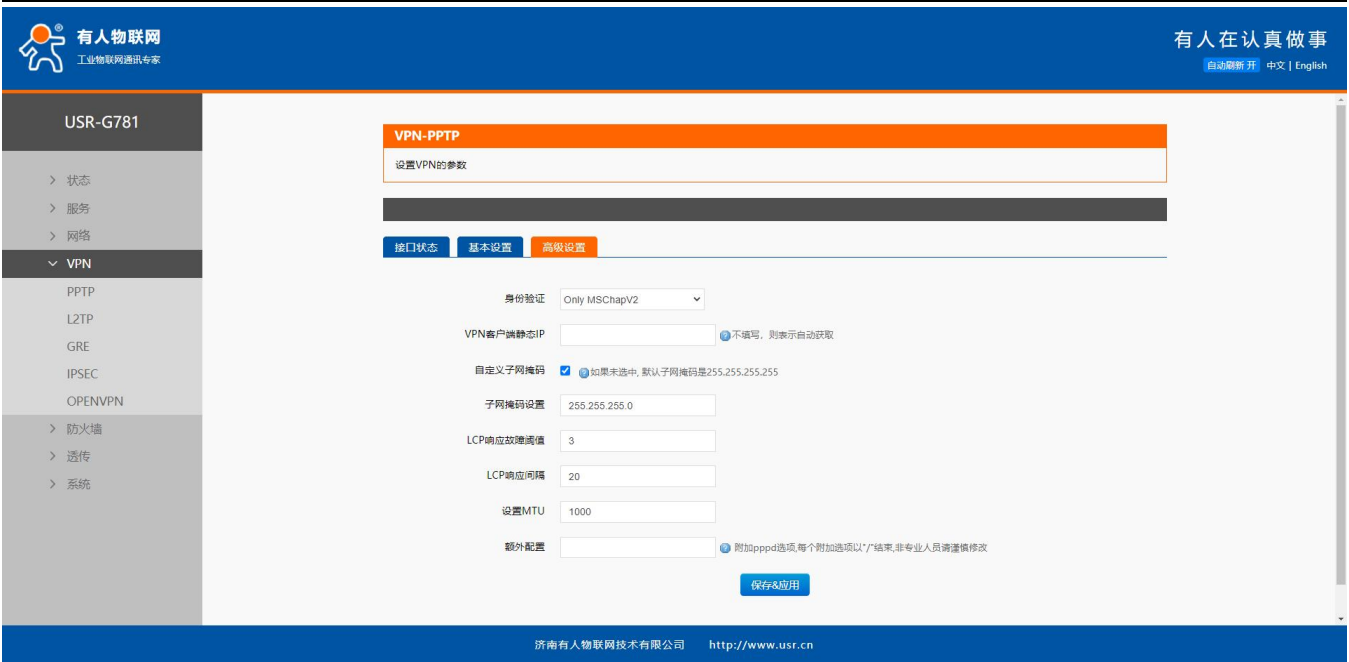 有人物联网
工业物联网通讯专家
有人在认真做事
自动刷新 开 中文 | English
USR-G781
状态
服务
网络
VPN
PPTP
L2TP
GRE
IPSEC
OPENVPN
防火墙
透传
系统
VPN-PPTP
设置VPN的参数
接口状态 基本设置 高级设置
身份验证 Only MSChapV2
VPN客户端静态IP 不填写，则表示自动获取
自定义子网掩码 如果未选中, 默认子网掩码是255.255.255.255
子网掩码设置 255.255.255.0
LCP响应故障阈值 3
LCP响应间隔 20
设置MTU 1000
额外配置 附加pppd选项,每个附加选项以"/"结束,非专业人员请谨慎修改
保存&应用
济南有人物联网技术有限公司 http://www.usr.cn